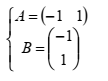 A = (-1 1)
B = (-1
1)